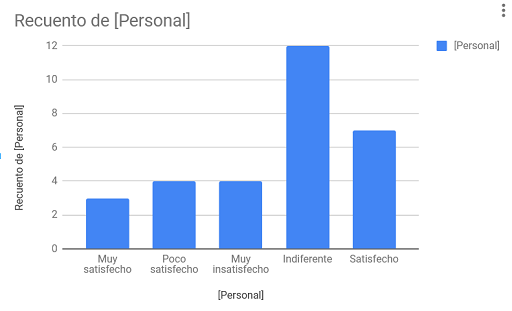 Recuento de [Personal]
[Personal]
Recuento de [Personal]
12
10
8
6
4
2
0
Muy
satisfecho
Poco
satisfecho
Muy
insatisfecho
Indiferente
Satisfecho
[Personal]